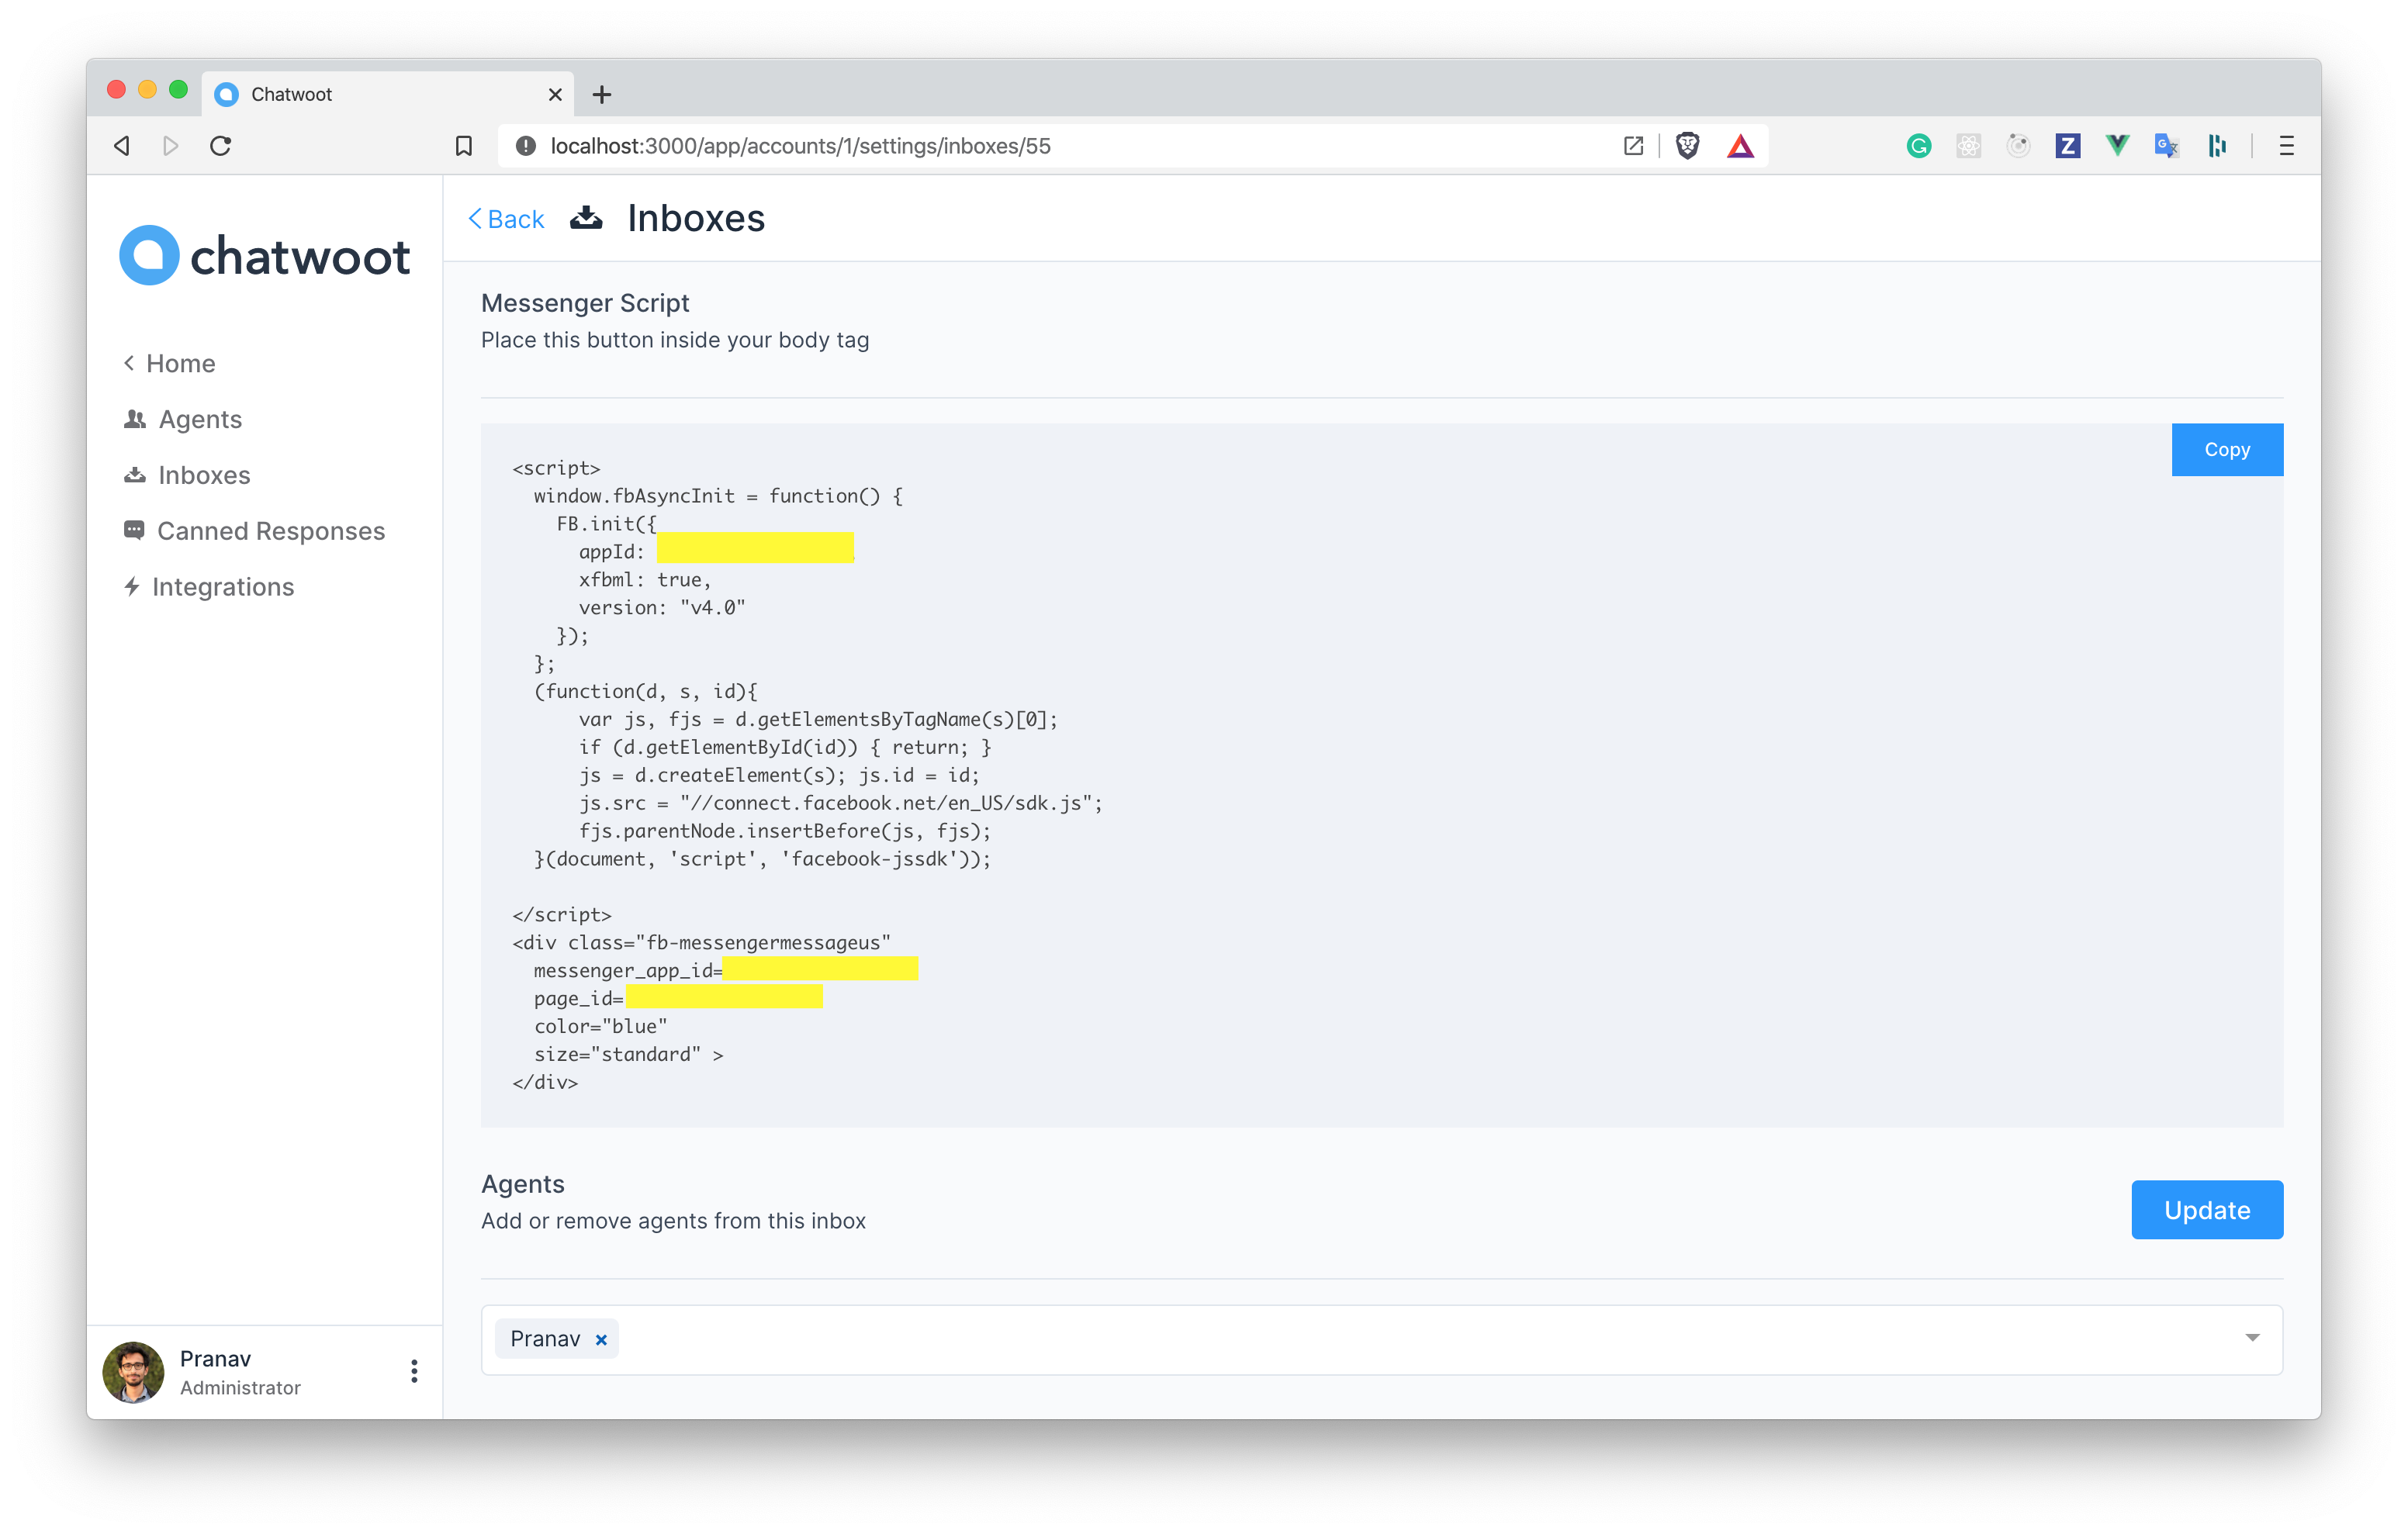 Chatwoot
localhost:3000/app/accounts/1/settings/inboxes/55
chatwoot
Home
Agents
Inboxes
Canned Responses
Integrations
Pranav
Administrator
Back
Inboxes
Messenger Script
Place this button inside your body tag
Copy
<script>
window.fbAsyncInit = function() {
FB.init({
appId:
xfbml: true,
version: "v4.0"
});
};
(function(d, s, id){
var js, fjs = d.getElementsByTagName(s)[0];
if (d.getElementById(id)) { return; }
js = d.createElement(s); js.id = id;
js.src = "//connect.facebook.net/en_US/sdk.js";
fjs.parentNode.insertBefore(js, fjs);
}(document, 'script', 'facebook-jssdk'));
</script>
<div class="fb-messengermessageus"
messenger_app_id=
page_id=
color="blue"
size="standard" >
</div>
Agents
Add or remove agents from this inbox
Update
Pranav ×